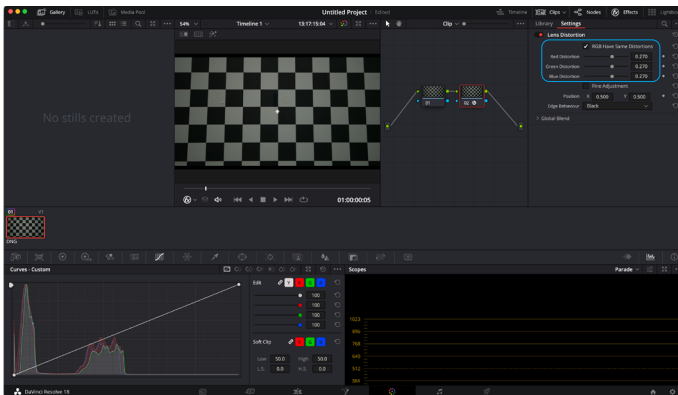 Gallery LUTs Media Pool Untitled Project Edited Timeline Clips Nodes Effects Lightbox
54% Timeline 1 13:17:15:04 Clip Library Settings
Lens Distortion
RGB Have Same Distortions
Red Distortion 0.270
Green Distortion 0.270
Blue Distortion 0.270
Fine Adjustment
Position X 0.500 Y 0.500
Edge Behaviour Black
Global Blend
No stills created
01 02
01:00:00:05
01 V1
DNG
Curves - Custom Scopes Parade
Edit Y R G B
100
100
100
100
Soft Clip R G B
Low 50.0 High 50.0
L.S. 0.0 H.S. 0.0
1023
896
768
640
512
384
DaVinci Resolve 18